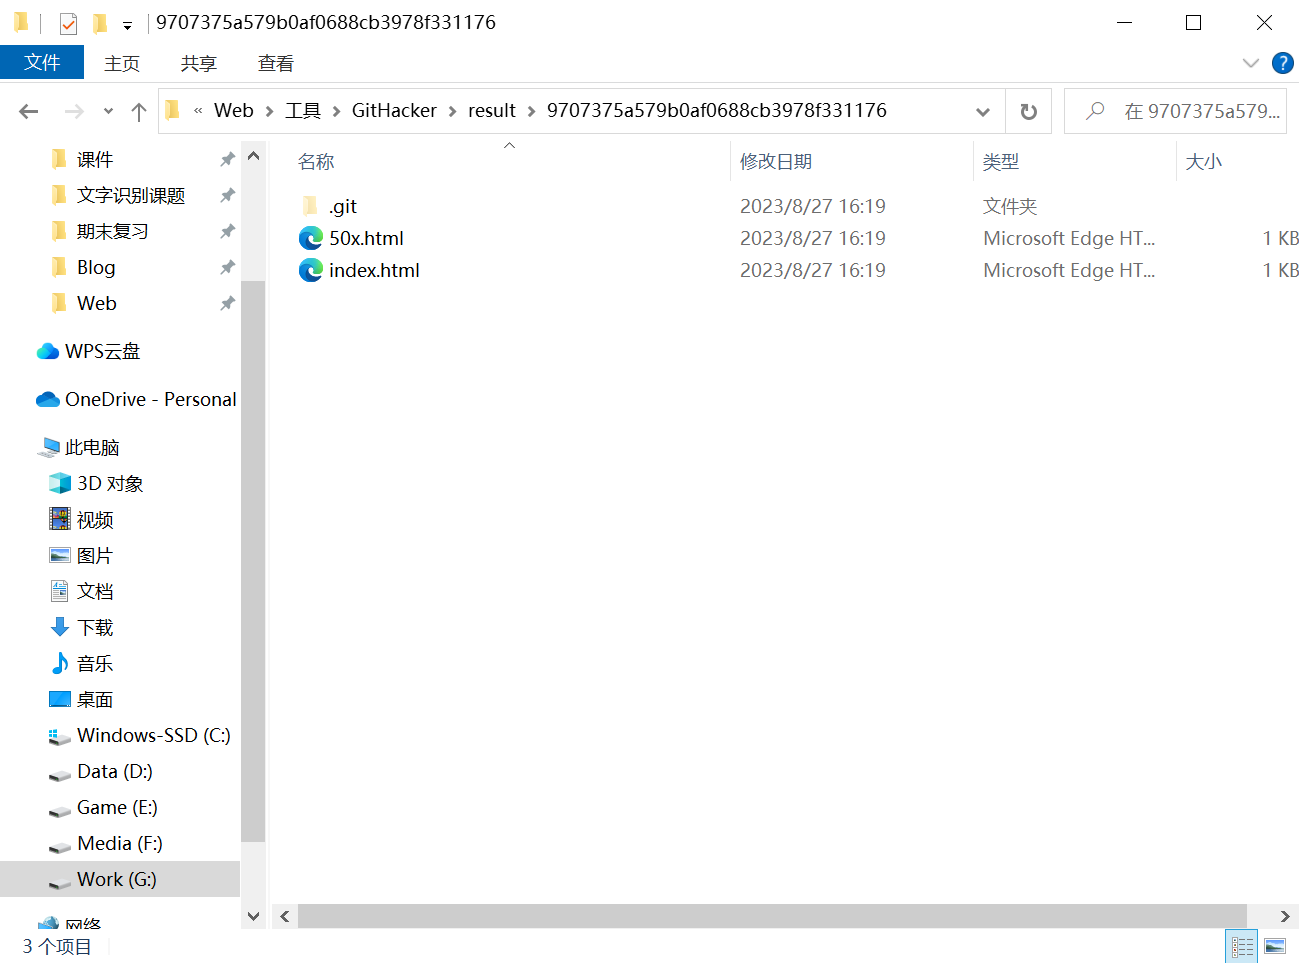 9707375a579b0af0688cb3978f331176
文件 主页 共享 查看
« Web 工具 GitHacker result 9707375a579b0af0688cb3978f331176 在 9707375a579...
名称 修改日期 类型 大小
.git 2023/8/27 16:19 文件夹
50x.html 2023/8/27 16:19 Microsoft Edge HT... 1 KB
index.html 2023/8/27 16:19 Microsoft Edge HT... 1 KB
课件
文字识别课题
期末复习
Blog
Web
WPS云盘
OneDrive - Personal
此电脑
3D 对象
视频
图片
文档
下载
音乐
桌面
Windows-SSD (C:)
Data (D:)
Game (E:)
Media (F:)
Work (G:)
网络
3 个项目